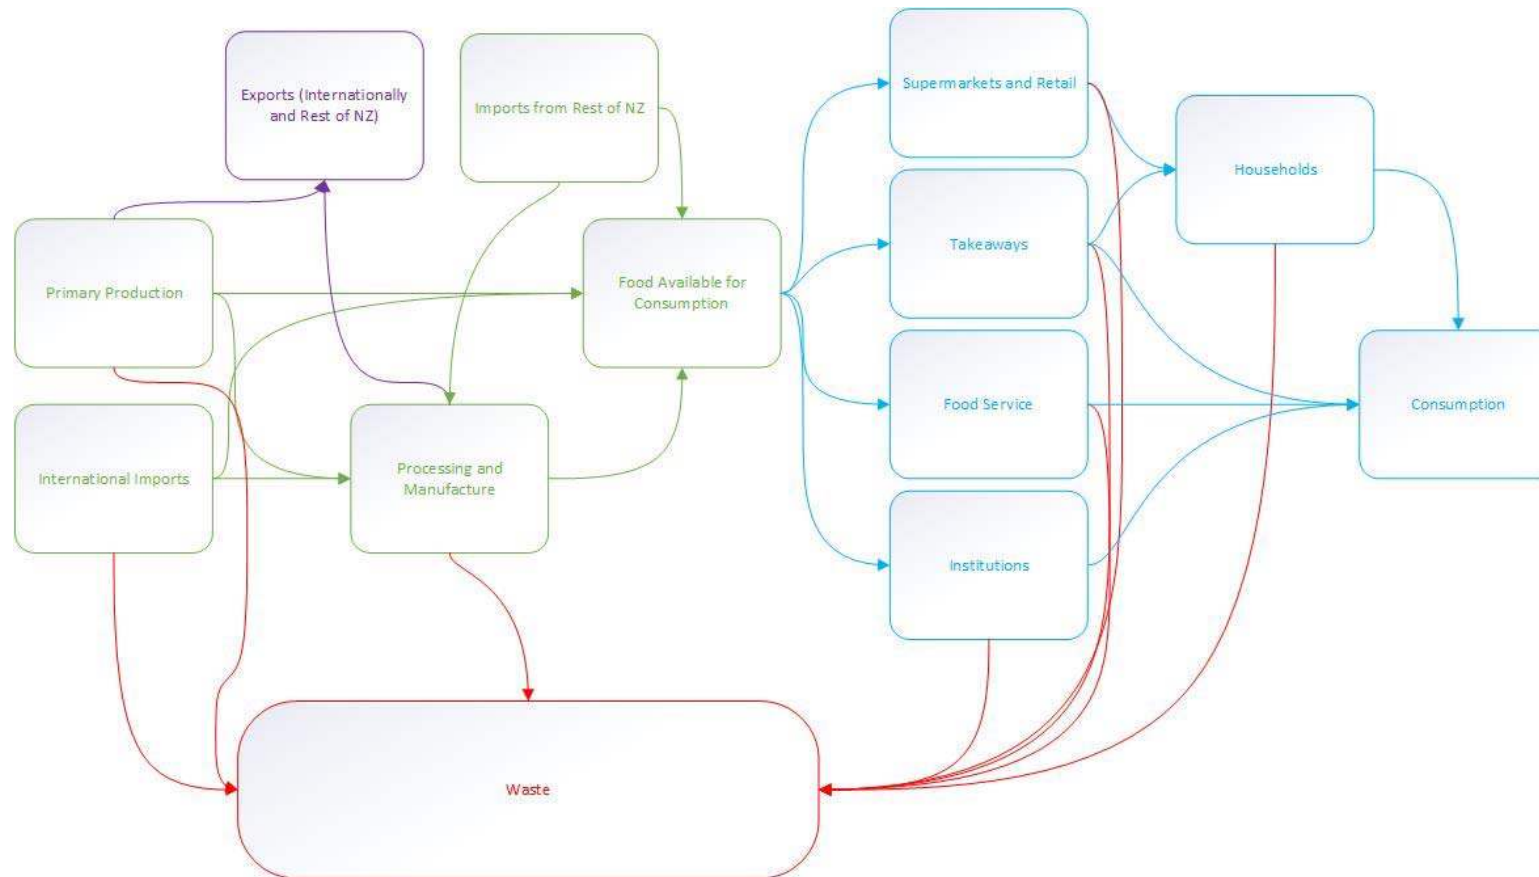 Exports (Internationally
and Rest of NZ)
Imports from Rest of NZ
Supermarkets and Retail
Households
Takeaways
Primary Production
Food Available for
Consumption
Food Service
Consumption
International Imports
Processing and
Manufacture
Institutions
Waste